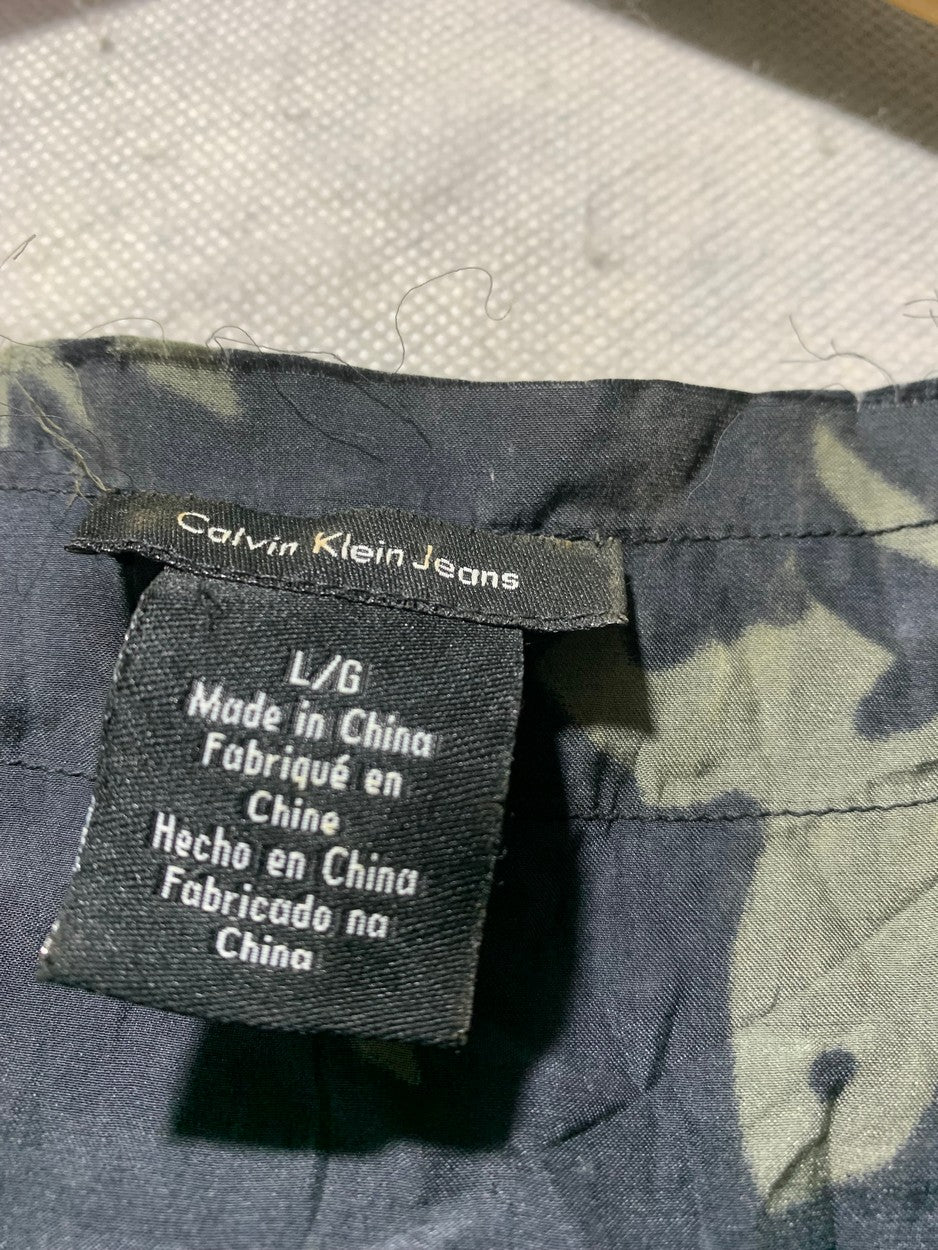 Calvin Klein Jeans
L/G
Made in China
Fabriqué en
Chine
Hecho en China
Fabricado na
China